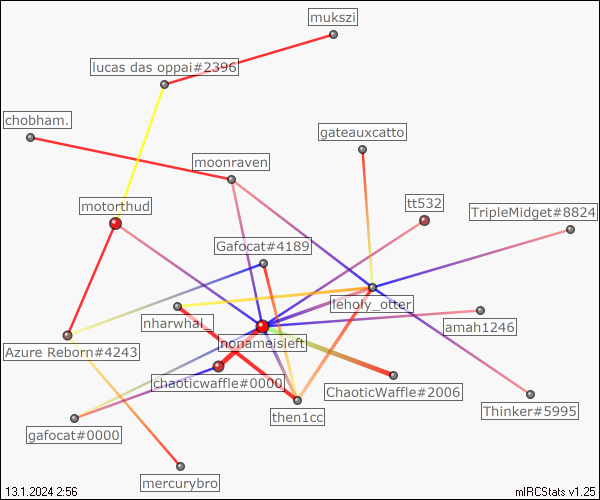 mukszi
lucas das oppai#2396
chobham.
gateauxcatto
moonraven
motorthud
tt532
TripleMidget#8824
Gafocat#4189
leholy_otter
nharwhal_
nonameisleft
amah1246
Azure Reborn#4243
chaoticwaffle#0000
ChaoticWaffle#2006
Thinker#5995
then1cc
gafocat#0000
mercurybro
13.1.2024 2:56
mIRCStats v1.25